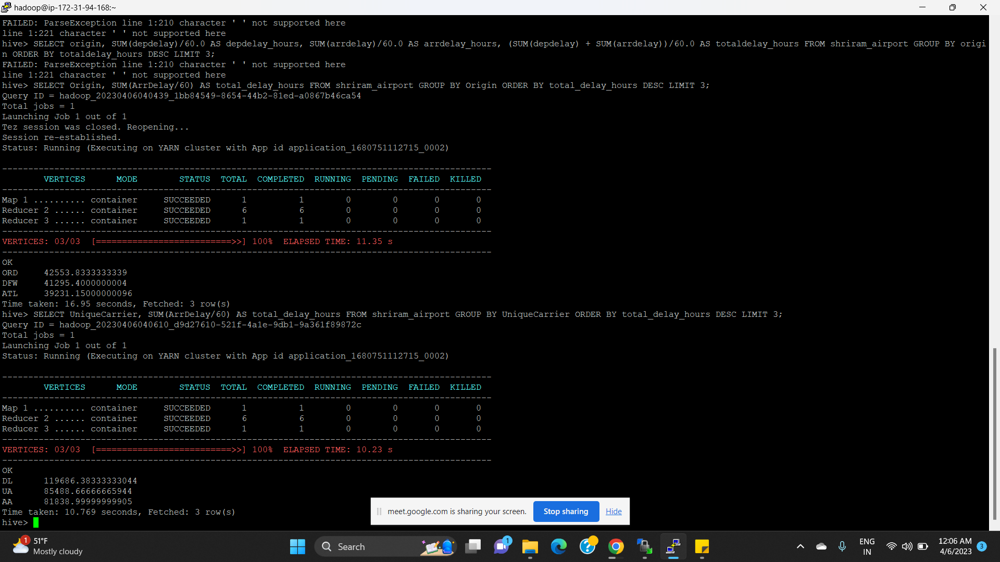 hadoop@ip-172-31-94-168:~
FAILED: ParseException line 1:210 character ' ' not supported here
line 1:221 character ' ' not supported here
hive> SELECT origin, SUM(depdelay)/60.0 AS depdelay_hours, SUM(arrdelay)/60.0 AS arrdelay_hours, (SUM(depdelay) + SUM(arrdelay))/60.0 AS totaldelay_hours FROM shriram_airport GROUP BY origi
n ORDER BY totaldelay_hours DESC LIMIT 3;
FAILED: ParseException line 1:210 character ' ' not supported here
line 1:221 character ' ' not supported here
hive> SELECT Origin, SUM(ArrDelay/60) AS total_delay_hours FROM shriram_airport GROUP BY Origin ORDER BY total_delay_hours DESC LIMIT 3;
Query ID = hadoop_20230406040439_1bb84549-8654-44b2-81ed-a0867b46ca54
Total jobs = 1
Launching Job 1 out of 1
Tez session was closed. Reopening...
Session re-established.
Status: Running (Executing on YARN cluster with App id application_1680751112715_0002)
----------------------------------------------------------------------------------------------
VERTICES MODE STATUS TOTAL COMPLETED RUNNING PENDING FAILED KILLED
----------------------------------------------------------------------------------------------
Map 1 .......... container SUCCEEDED 1 1 0 0 0 0
Reducer 2 ...... container SUCCEEDED 6 6 0 0 0 0
Reducer 3 ...... container SUCCEEDED 1 1 0 0 0 0
----------------------------------------------------------------------------------------------
VERTICES: 03/03 [==========================>>] 100% ELAPSED TIME: 11.35 s
----------------------------------------------------------------------------------------------
OK
ORD 42553.8333333339
DFW 41295.4000000004
ATL 39231.15000000096
Time taken: 16.95 seconds, Fetched: 3 row(s)
hive> SELECT UniqueCarrier, SUM(ArrDelay/60) AS total_delay_hours FROM shriram_airport GROUP BY UniqueCarrier ORDER BY total_delay_hours DESC LIMIT 3;
Query ID = hadoop_20230406040610_d9d27610-521f-4a1e-9db1-9a361f89872c
Total jobs = 1
Launching Job 1 out of 1
Status: Running (Executing on YARN cluster with App id application_1680751112715_0002)
----------------------------------------------------------------------------------------------
VERTICES MODE STATUS TOTAL COMPLETED RUNNING PENDING FAILED KILLED
----------------------------------------------------------------------------------------------
Map 1 .......... container SUCCEEDED 1 1 0 0 0 0
Reducer 2 ...... container SUCCEEDED 6 6 0 0 0 0
Reducer 3 ...... container SUCCEEDED 1 1 0 0 0 0
----------------------------------------------------------------------------------------------
VERTICES: 03/03 [==========================>>] 100% ELAPSED TIME: 10.23 s
----------------------------------------------------------------------------------------------
OK
DL 119686.38333333044
UA 85488.66666665944
AA 81838.99999999905
Time taken: 10.769 seconds, Fetched: 3 row(s)
hive>
meet.google.com is sharing your screen. Stop sharing Hide
1 51°F
Mostly cloudy
Search
1
ENG
IN
12:06 AM
4/6/2023
3